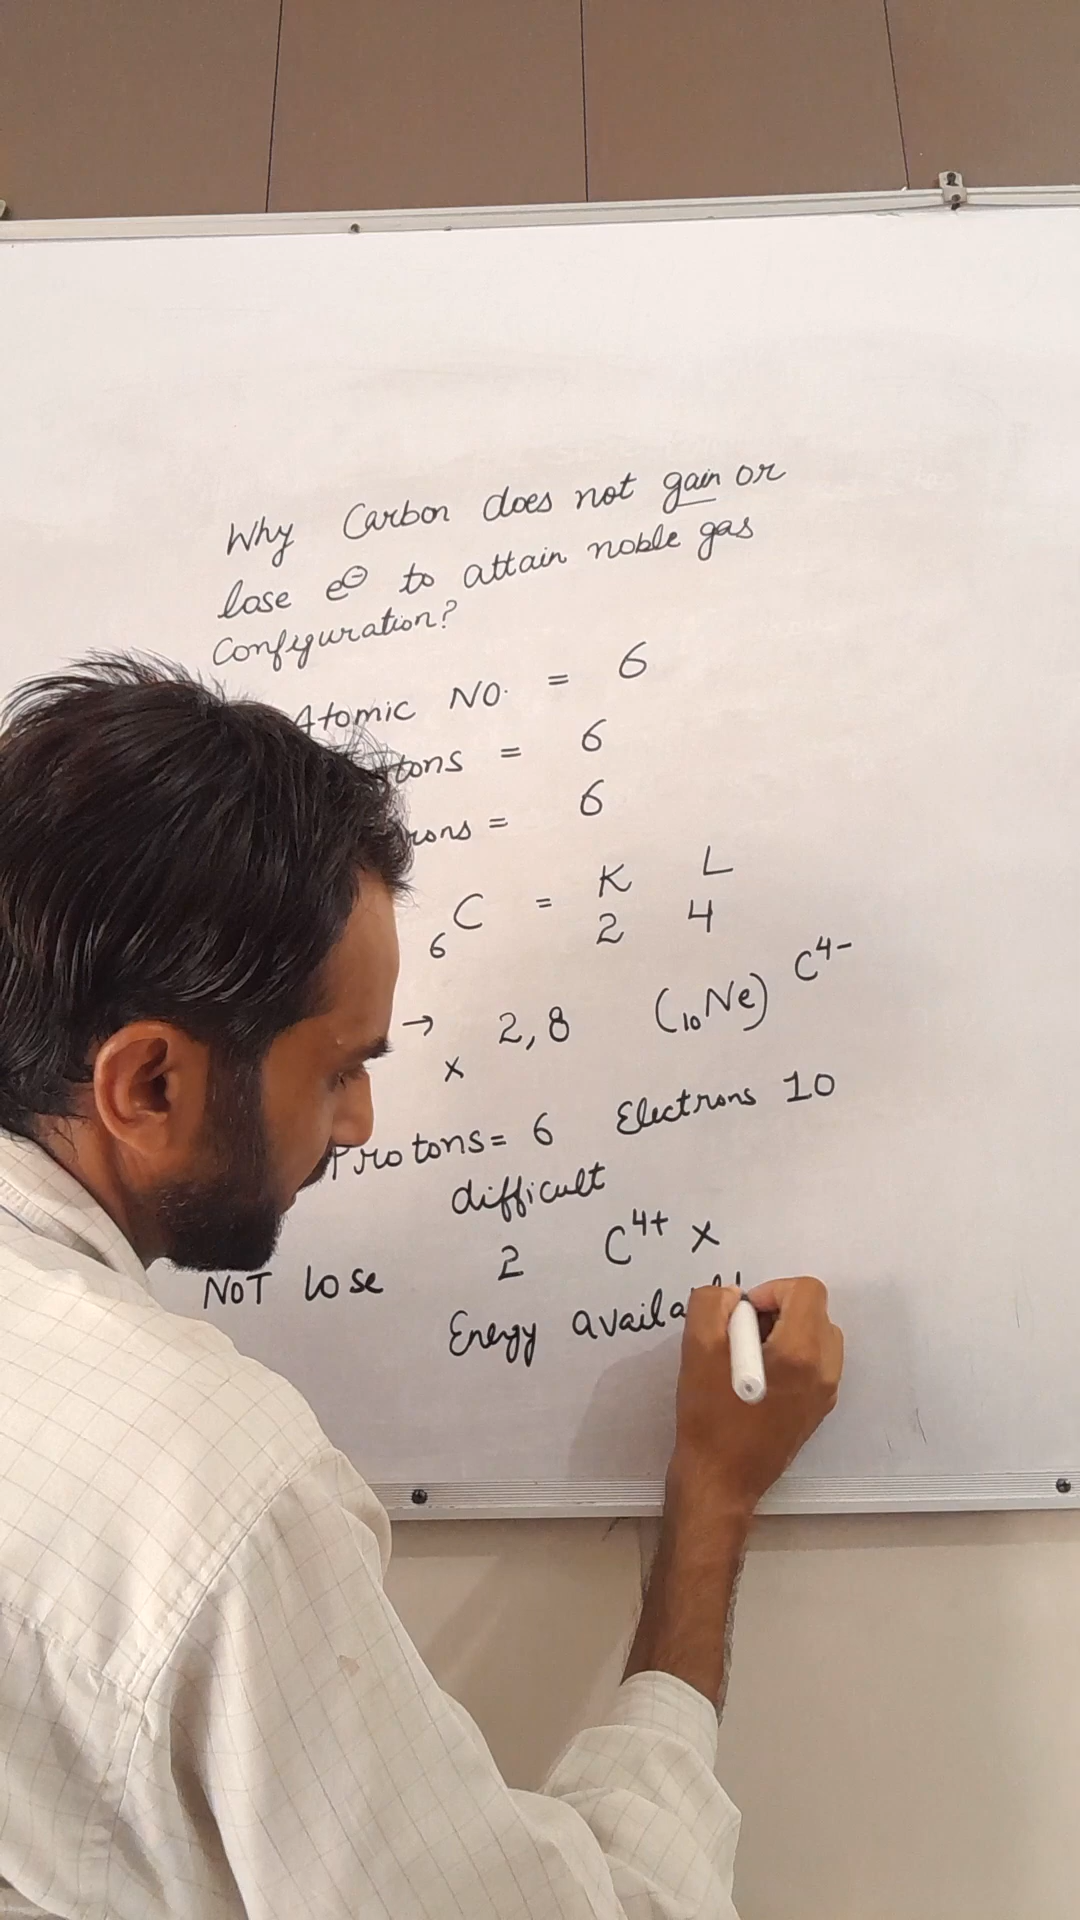 Why Carbon does not gain or
lose e⊖ to attain noble gas
Configuration?
Atomic NO. = 6
tons = 6
rons = 6
K L
₆C = 2 4
→ 2,8 (₁₀Ne) C⁴⁻
x
Protons = 6 Electrons 10
difficult
NOT lose 2 C⁴⁺ x
Energy availa